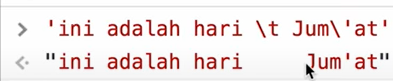 > 'ini adalah hari \t Jum\'at'
< "ini adalah hari	Jum'at"